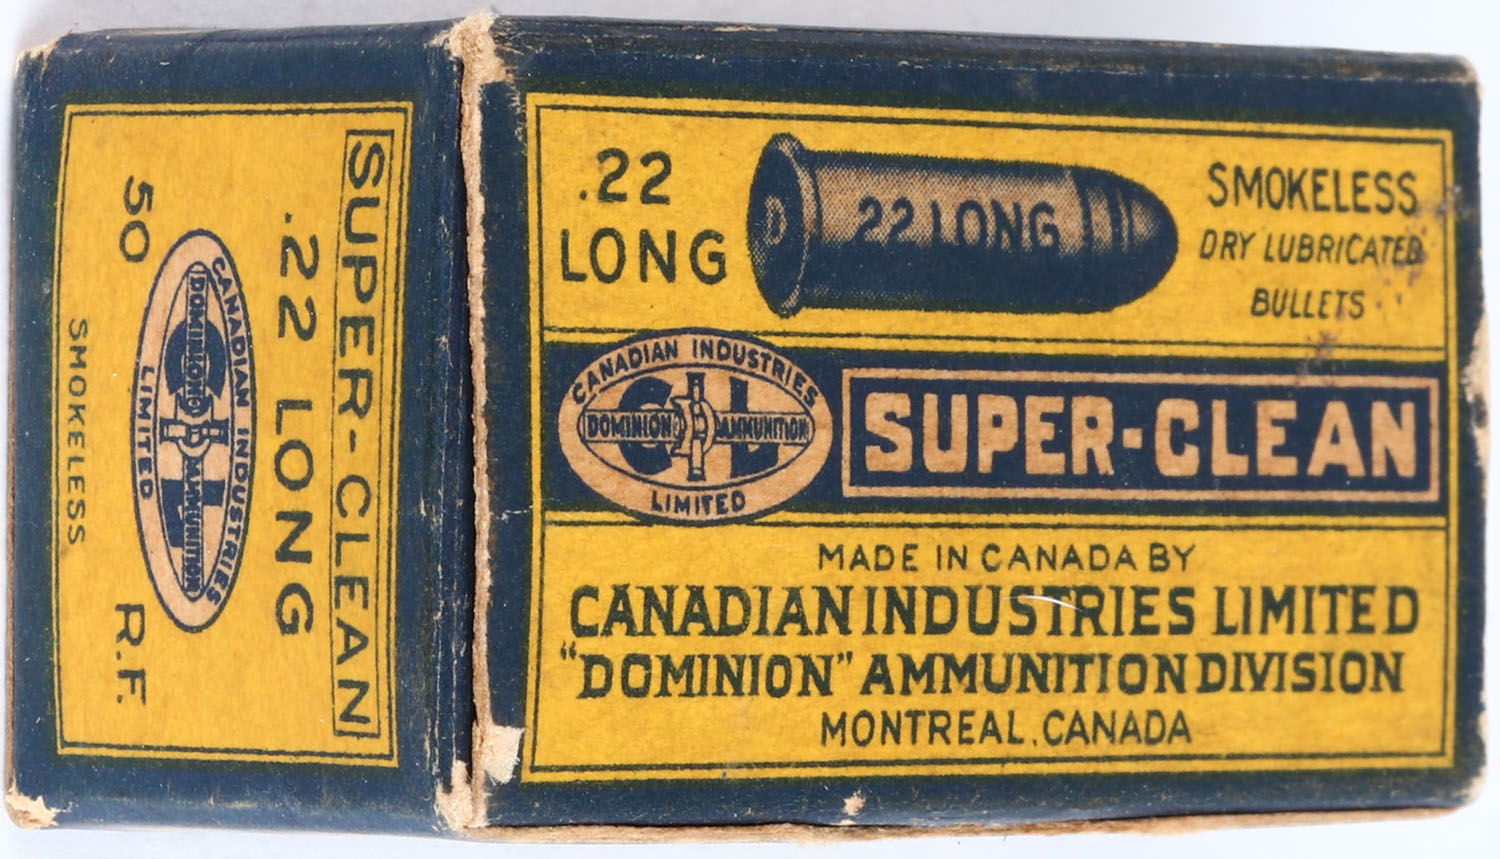 SUPER-CLEAN
.22 LONG
CANADIAN INDUSTRIES
C I L
DOMINION AMMUNITION
LIMITED
50 R.F.
SMOKELESS
.22
LONG
D
22 LONG
SMOKELESS
DRY LUBRICATED
BULLETS
CANADIAN INDUSTRIES
C I L
DOMINION AMMUNITION
LIMITED
SUPER-CLEAN
MADE IN CANADA BY
CANADIAN INDUSTRIES LIMITED
"DOMINION" AMMUNITION DIVISION
MONTREAL, CANADA